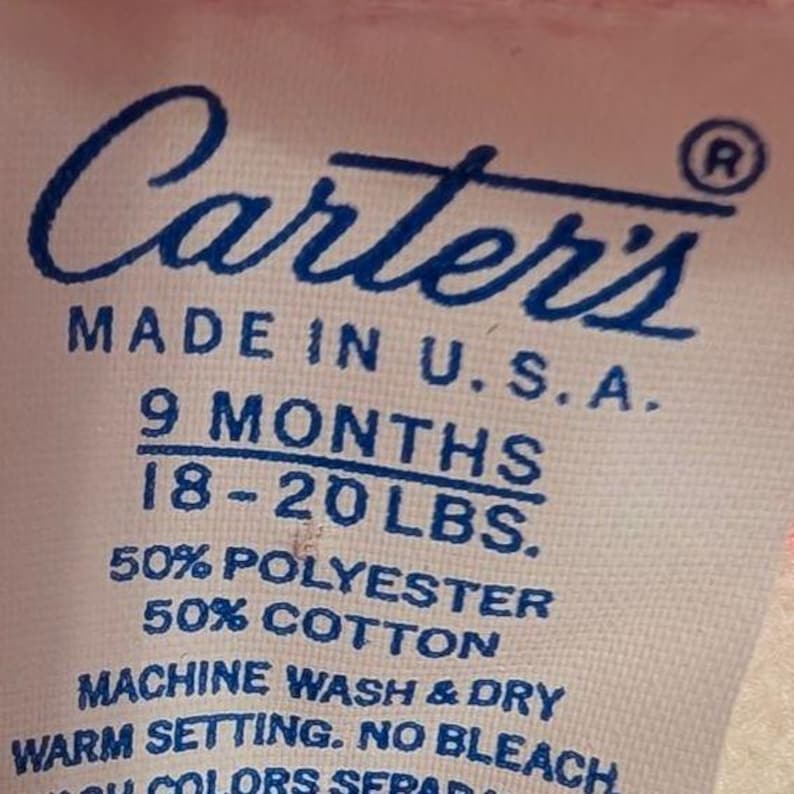 Carter's ®
MADE IN U.S.A.
9 MONTHS
18-20 LBS.
50% POLYESTER
50% COTTON
MACHINE WASH & DRY
WARM SETTING. NO BLEACH.
COLORS